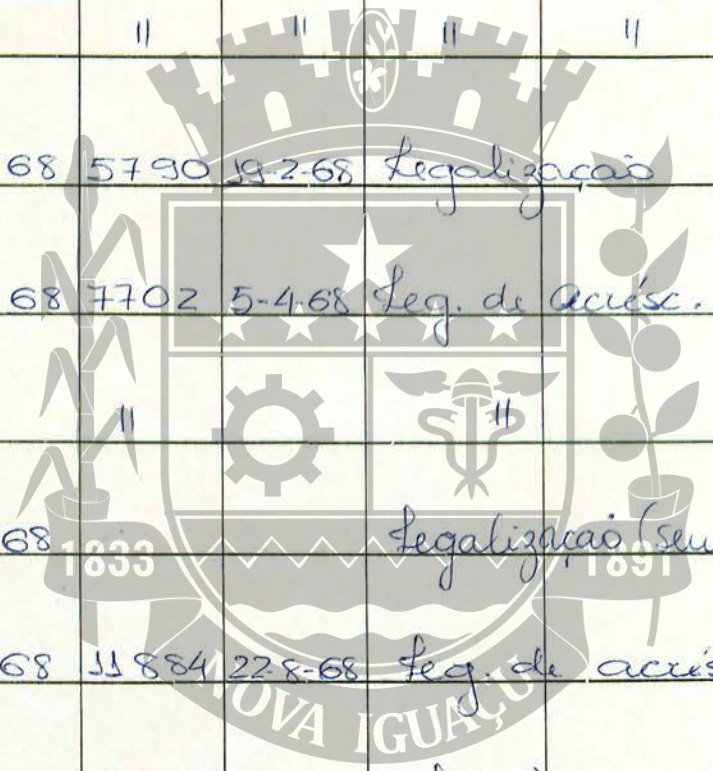 " " " "
68 5790 19-2-68 Legalização
68 7702 5-4-68 Leg. de acrésc.
" "
68 Legalização (seu
1833 1891
68 11884 22-8-68 Leg. de acrés
NOVA IGUAÇU